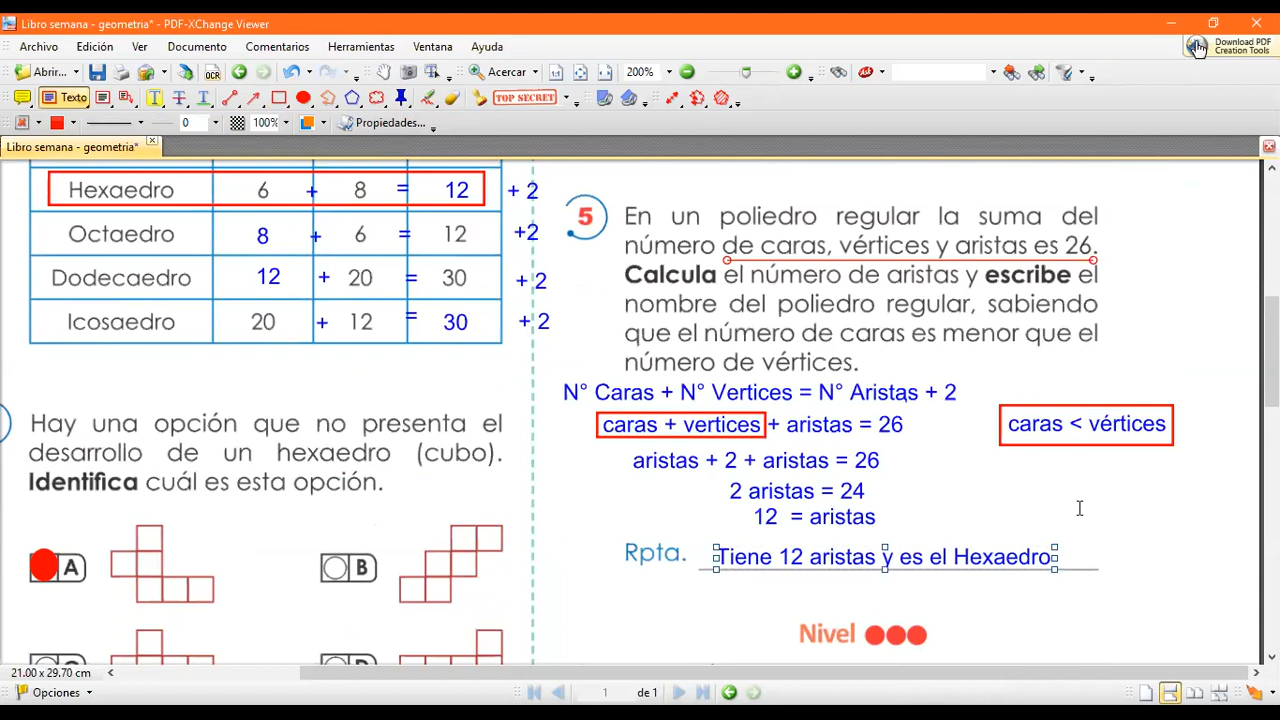 Libro semana - geometria* - PDF-XChange Viewer
Archivo Edición Ver Documento Comentarios Herramientas Ventana Ayuda
Download PDF
Creation Tools
Abrir... OCR Acercar 200%
Texto TOP SECRET
0 100% Propiedades...
Libro semana - geometria*
Hexaedro 6 + 8 = 12 + 2
Octaedro 8 + 6 = 12 +2
Dodecaedro 12 + 20 = 30 + 2
Icosaedro 20 + 12 = 30 + 2
Hay una opción que no presenta el
desarrollo de un hexaedro (cubo).
Identifica cuál es esta opción.
A
B
5
En un poliedro regular la suma del
número de caras, vértices y aristas es 26.
Calcula el número de aristas y escribe el
nombre del poliedro regular, sabiendo
que el número de caras es menor que el
número de vértices.
N° Caras + N° Vertices = N° Aristas + 2
caras + vertices + aristas = 26
caras < vértices
aristas + 2 + aristas = 26
2 aristas = 24
12 = aristas
Rpta. Tiene 12 aristas y es el Hexaedro
Nivel
21.00 x 29.70 cm
Opciones 1 de 1